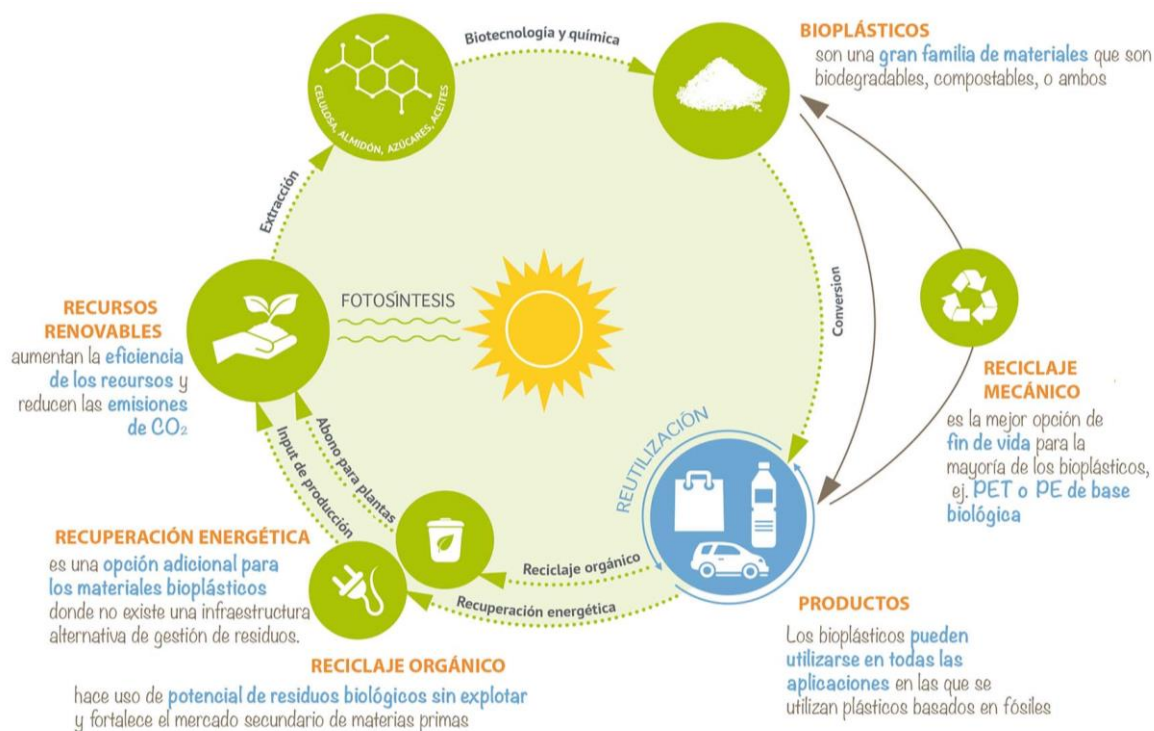 Biotecnología y química
BIOPLÁSTICOS
son una gran familia de materiales que son
biodegradables, compostables, o ambos
CELULOSA, ALMIDÓN, AZÚCARES, ACEITES
Extracción
Conversion
FOTOSÍNTESIS
RECURSOS
RENOVABLES
aumentan la eficiencia
de los recursos y
reducen las emisiones
de CO₂
RECICLAJE
MECÁNICO
es la mejor opción de
fin de vida para la
mayoría de los bioplásticos,
ej. PET o PE de base
biológica
REUTILIZACIÓN
Abono para plantas
Input de producción
RECUPERACIÓN ENERGÉTICA
es una opción adicional para
los materiales bioplásticos
donde no existe una infraestructura
alternativa de gestión de residuos.
Reciclaje orgánico
Recuperación energética
PRODUCTOS
Los bioplásticos pueden
utilizarse en todas las
aplicaciones en las que se
utilizan plásticos basados en fósiles
RECICLAJE ORGÁNICO
hace uso de potencial de residuos biológicos sin explotar
y fortalece el mercado secundario de materias primas